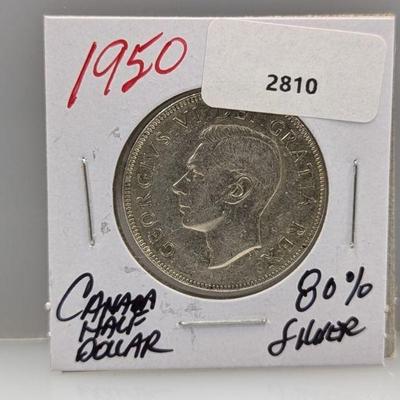 1950
2810
GEORGIVS VI DEI GRATIA REX
CANADA
HALF
DOLLAR
80%
SILVER